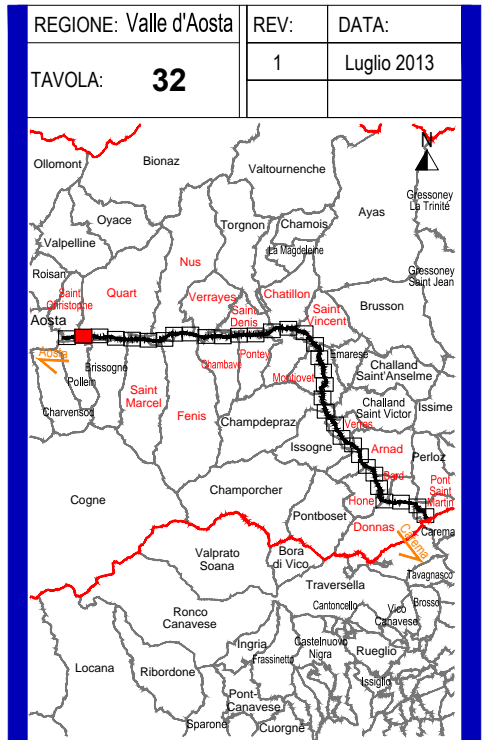 REGIONE: Valle d'Aosta
REV:
DATA:
TAVOLA: 32
1
Luglio 2013
N
Ollomont
Bionaz
Valtournenche
Gressoney
La Trinité
Oyace
Torgnon
Chamois
Ayas
Valpelline
La Magdeleine
Roisan
Nus
Gressoney
Saint Jean
Saint
Christophe
Quart
Verrayes
Chatillon
Saint
Denis
Saint
Vincent
Brusson
Aosta
Aosta
Brissogne
Chambave
Pontey
Emarese
Challand
Saint'Anselme
Pollein
Saint
Marcel
Montjovet
Charvensod
Fenis
Champdepraz
Challand
Saint Victor
Issime
Verres
Issogne
Arnad
Perloz
Bard
Pont
Saint
Martin
Cogne
Champorcher
Hone
Pontboset
Donnas
Carema
Carema
Valprato
Soana
Bora
di Vico
Traversella
Tavagnasco
Ronco
Canavese
Cantoncello
Vico
Canavese
Brosso
Ingria
Castelnuovo
Nigra
Rueglio
Frassinetto
Locana
Ribordone
Issiglio
Pont-
Canavese
Sparone
Cuorgnè